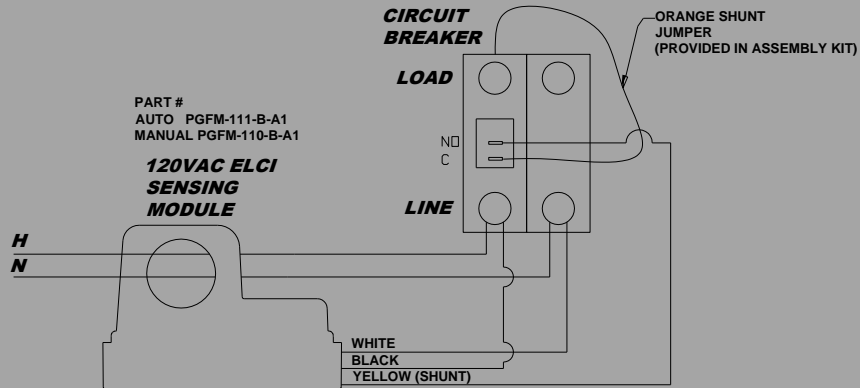 CIRCUIT
BREAKER
ORANGE SHUNT
JUMPER
(PROVIDED IN ASSEMBLY KIT)
LOAD
PART #
AUTO PGFM-111-B-A1
MANUAL PGFM-110-B-A1
NO
C
120VAC ELCI
SENSING
MODULE
LINE
H
N
WHITE
BLACK
YELLOW (SHUNT)